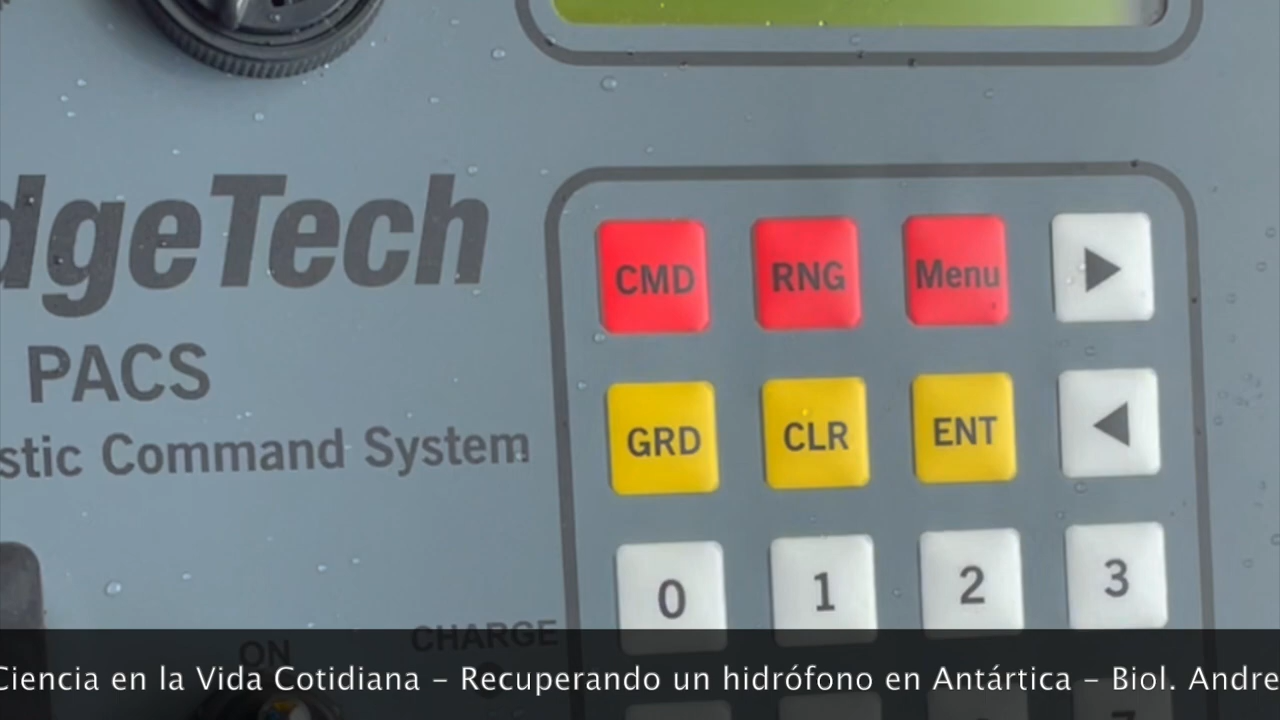 dgeTech
PACS
stic Command System
CMD RNG Menu
GRD CLR ENT
0 1 2 3
ON CHARGE
Ciencia en la Vida Cotidiana – Recuperando un hidrófono en Antártica – Biol. Andre